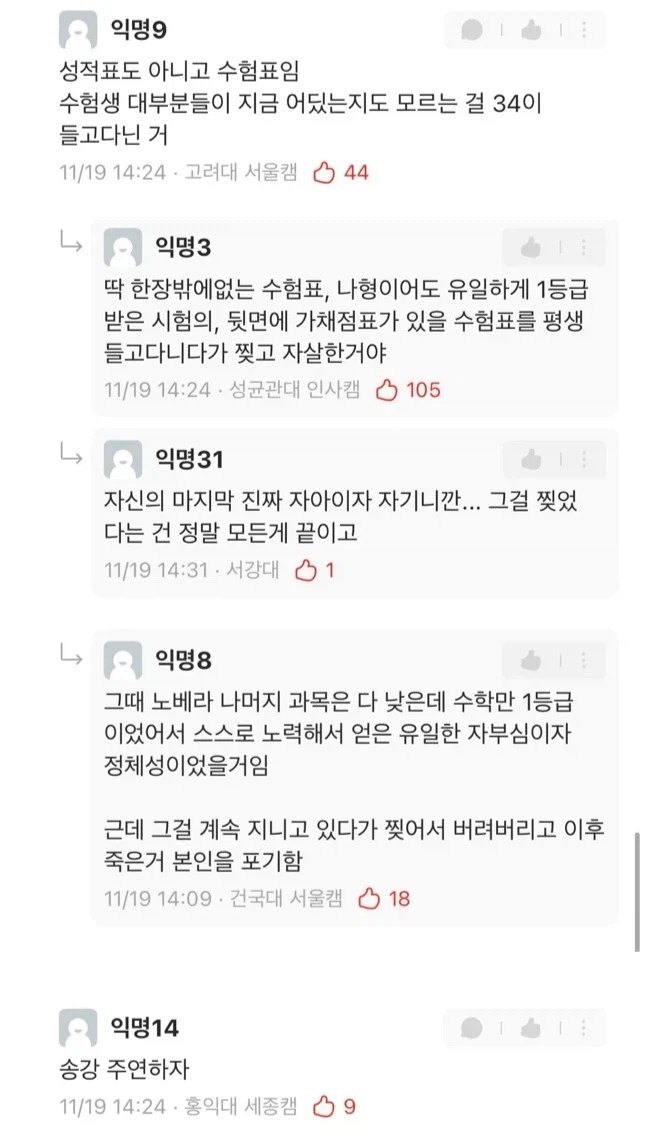 익명9
성적표도 아니고 수험표임
수험생 대부분들이 지금 어딨는지도 모르는 걸 34이
들고다닌 거
11/19 14:24 · 고려대 서울캠 44
익명3
딱 한장밖에없는 수험표, 나형이어도 유일하게 1등급
받은 시험의, 뒷면에 가채점표가 있을 수험표를 평생
들고다니다가 찢고 자살한거야
11/19 14:24 · 성균관대 인사캠 105
익명31
자신의 마지막 진짜 자아이자 자기니깐... 그걸 찢었
다는 건 정말 모든게 끝이고
11/19 14:31 · 서강대 1
익명8
그때 노베라 나머지 과목은 다 낮은데 수학만 1등급
이었어서 스스로 노력해서 얻은 유일한 자부심이자
정체성이었을거임
근데 그걸 계속 지니고 있다가 찢어서 버려버리고 이후
죽은거 본인을 포기함
11/19 14:09 · 건국대 서울캠 18
익명14
송강 주연하자
11/19 14:24 · 홍익대 세종캠 9